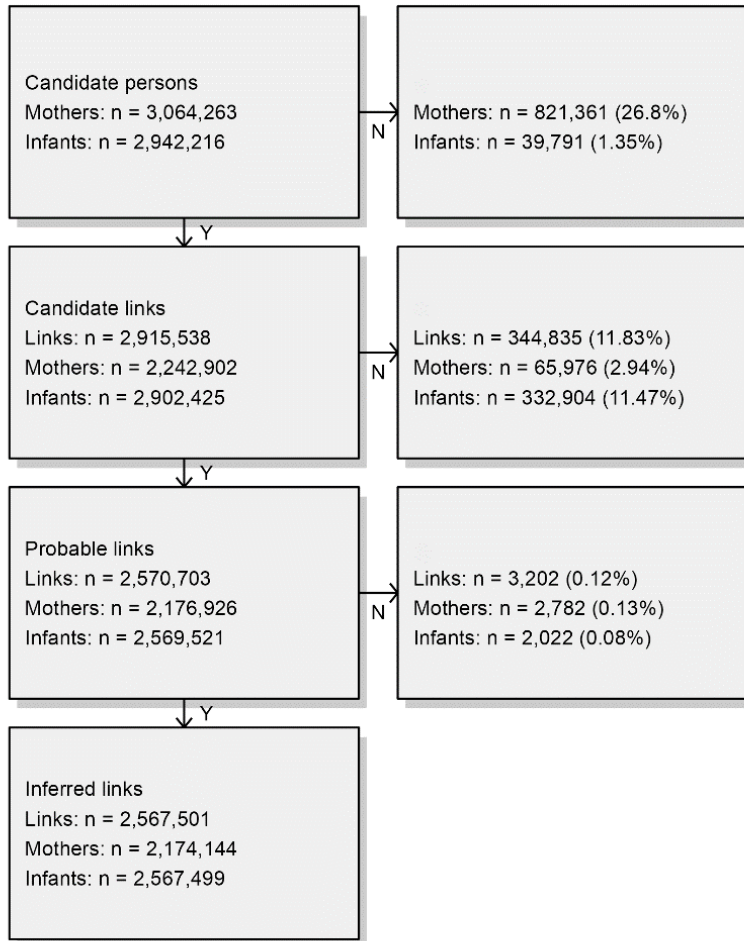 Candidate persons
Mothers: n = 3,064,263
Infants: n = 2,942,216
N
Mothers: n = 821,361 (26.8%)
Infants: n = 39,791 (1.35%)
Y
Candidate links
Links: n = 2,915,538
Mothers: n = 2,242,902
Infants: n = 2,902,425
N
Links: n = 344,835 (11.83%)
Mothers: n = 65,976 (2.94%)
Infants: n = 332,904 (11.47%)
Y
Probable links
Links: n = 2,570,703
Mothers: n = 2,176,926
Infants: n = 2,569,521
N
Links: n = 3,202 (0.12%)
Mothers: n = 2,782 (0.13%)
Infants: n = 2,022 (0.08%)
Y
Inferred links
Links: n = 2,567,501
Mothers: n = 2,174,144
Infants: n = 2,567,499